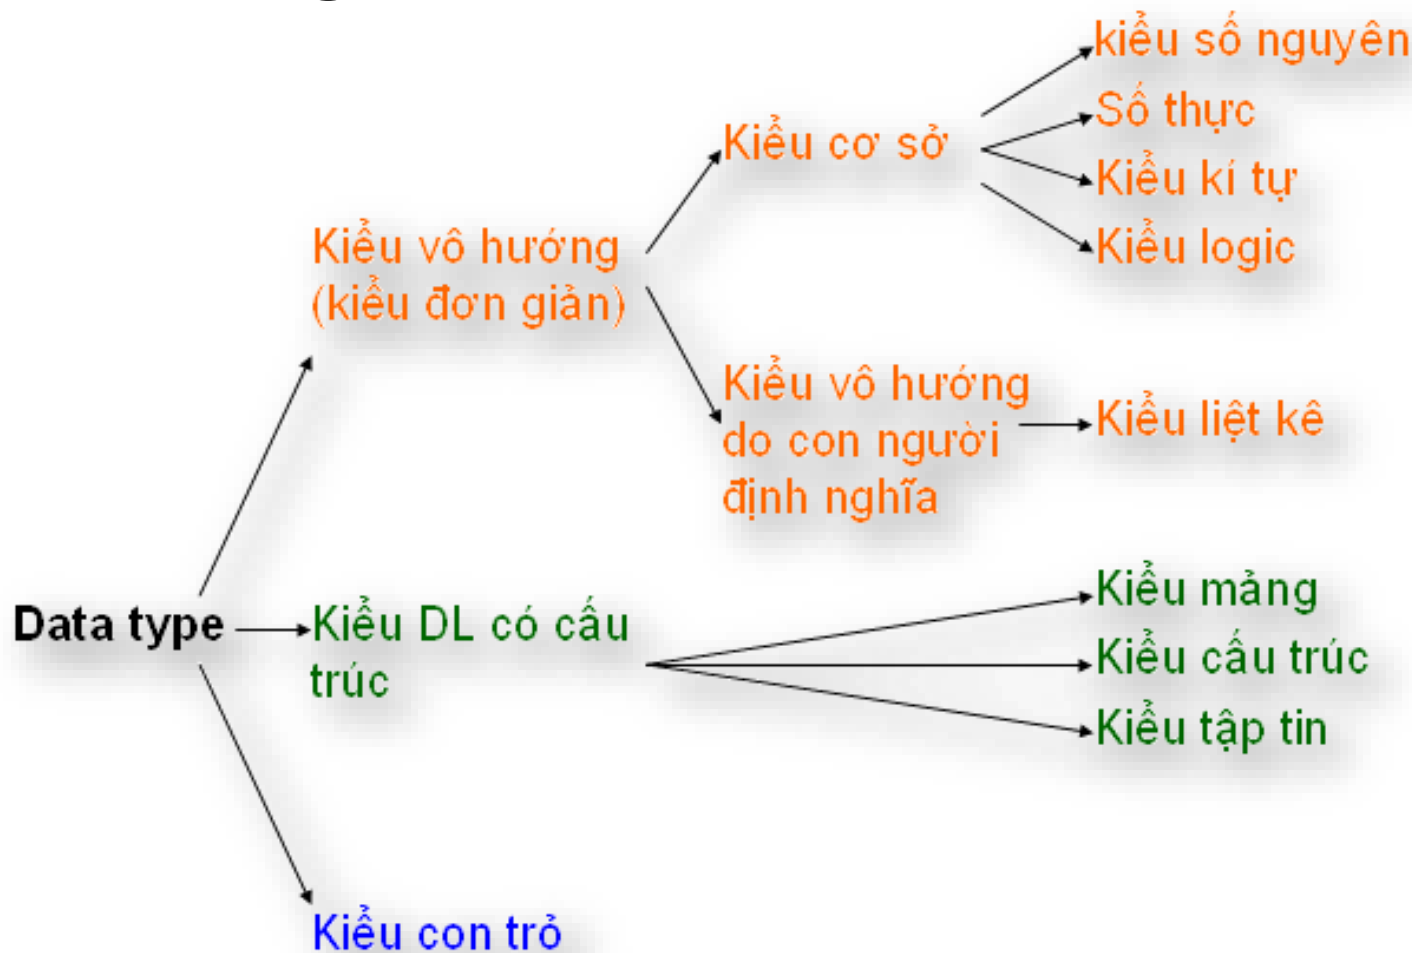 kiểu số nguyên
Số thực
Kiểu cơ sở
Kiểu kí tự
Kiểu vô hướng
(kiểu đơn giản)
Kiểu logic
Kiểu vô hướng
do con người
định nghĩa
Kiểu liệt kê
Data type
Kiểu DL có cấu
trúc
Kiểu mảng
Kiểu cấu trúc
Kiểu tập tin
Kiểu con trỏ